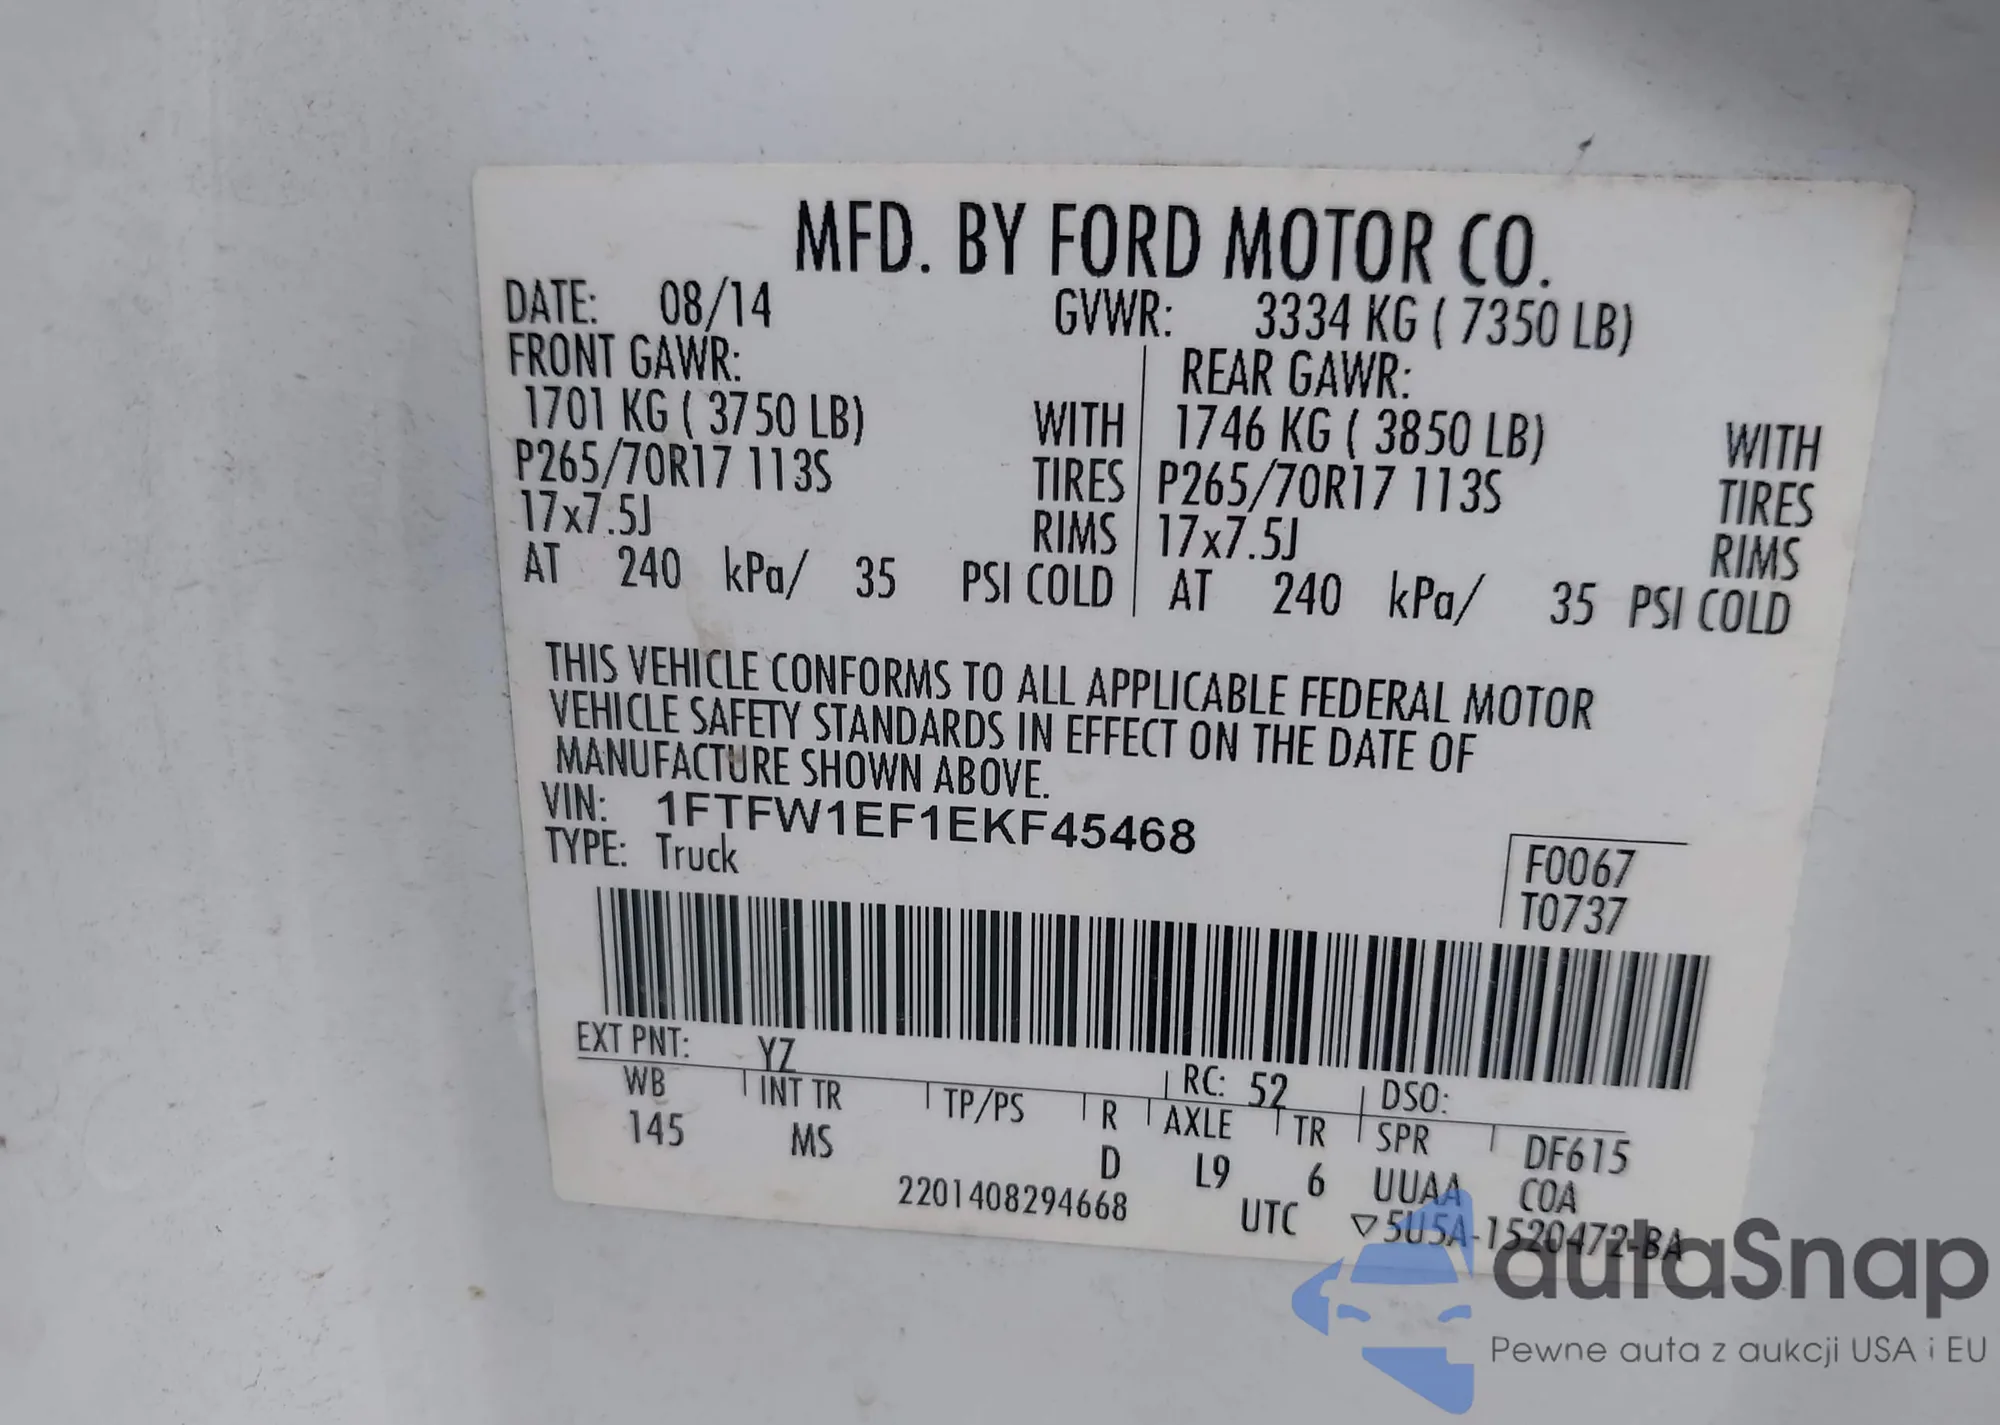 MFD. BY FORD MOTOR CO.
DATE: 08/14 GVWR: 3334 KG ( 7350 LB)
FRONT GAWR: REAR GAWR:
1701 KG ( 3750 LB) WITH 1746 KG ( 3850 LB) WITH
P265/70R17 113S TIRES P265/70R17 113S TIRES
17x7.5J RIMS 17x7.5J RIMS
AT 240 kPa/ 35 PSI COLD AT 240 kPa/ 35 PSI COLD
THIS VEHICLE CONFORMS TO ALL APPLICABLE FEDERAL MOTOR
VEHICLE SAFETY STANDARDS IN EFFECT ON THE DATE OF
MANUFACTURE SHOWN ABOVE.
VIN: 1FTFW1EF1EKF45468
TYPE: Truck
F0067
T0737
EXT PNT: YZ RC: 52 DSO:
WB INT TR TP/PS R AXLE TR SPR DF615
145 MS D L9 6 UUAA COA
2201408294668 UTC ▽5U5A-1520472-BA
autaSnap
Pewne auta z aukcji USA i EU